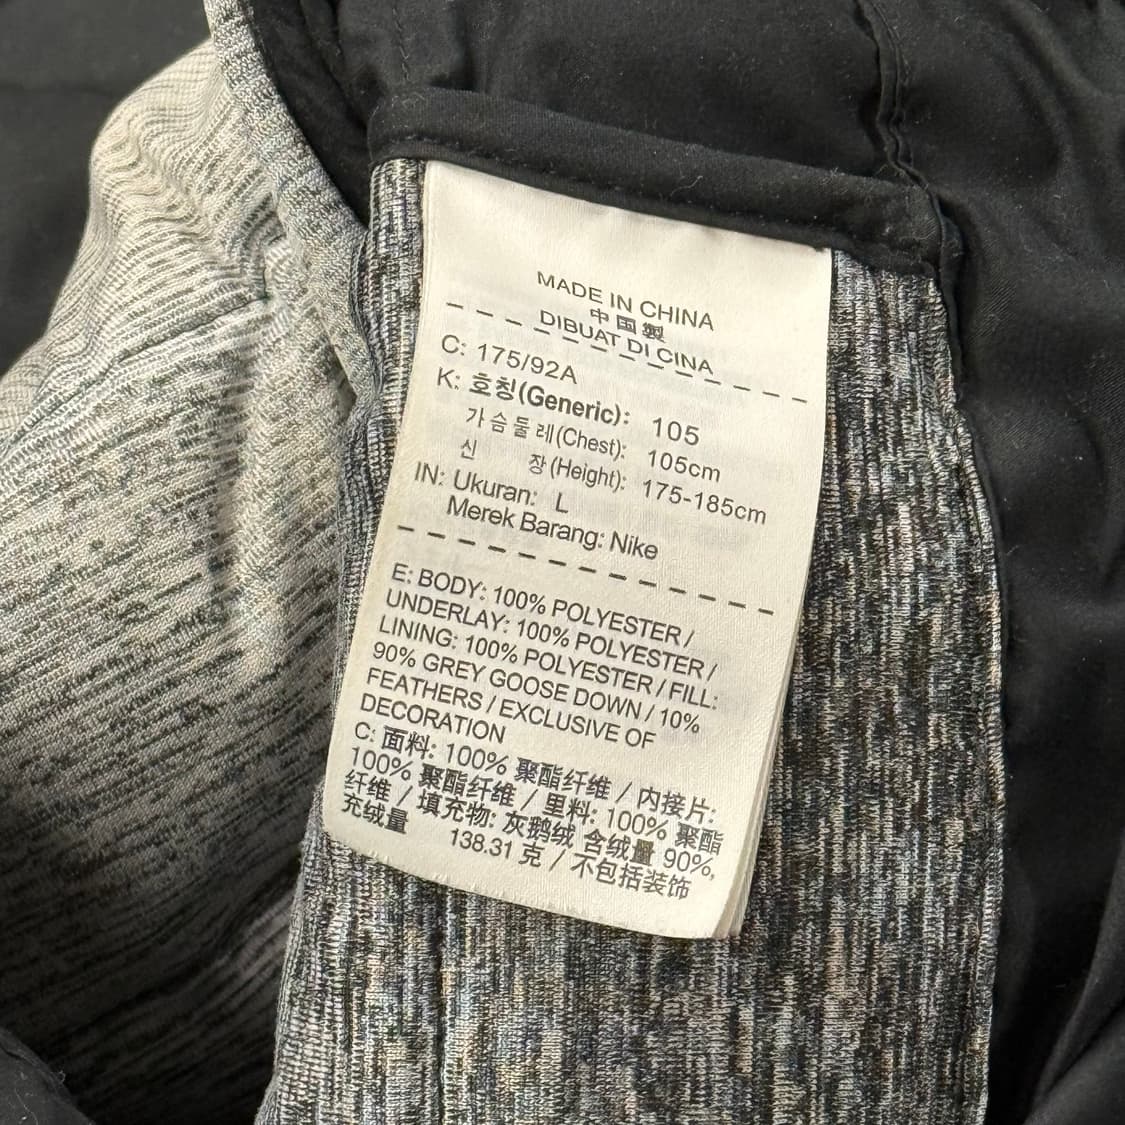 MADE IN CHINA
中国製
DIBUAT DI CINA
C: 175/92A
K: 호칭(Generic): 105
가슴둘레(Chest): 105cm
신 장(Height): 175-185cm
IN: Ukuran: L
Merek Barang: Nike
E: BODY: 100% POLYESTER /
UNDERLAY: 100% POLYESTER /
LINING: 100% POLYESTER / FILL:
90% GREY GOOSE DOWN / 10%
FEATHERS / EXCLUSIVE OF
DECORATION
C: 面料: 100% 聚酯纤维 / 内接片:
100% 聚酯纤维 / 里料: 100% 聚酯
纤维 / 填充物: 灰鹅绒 含绒量 90%,
充绒量 138.31 克 / 不包括装饰